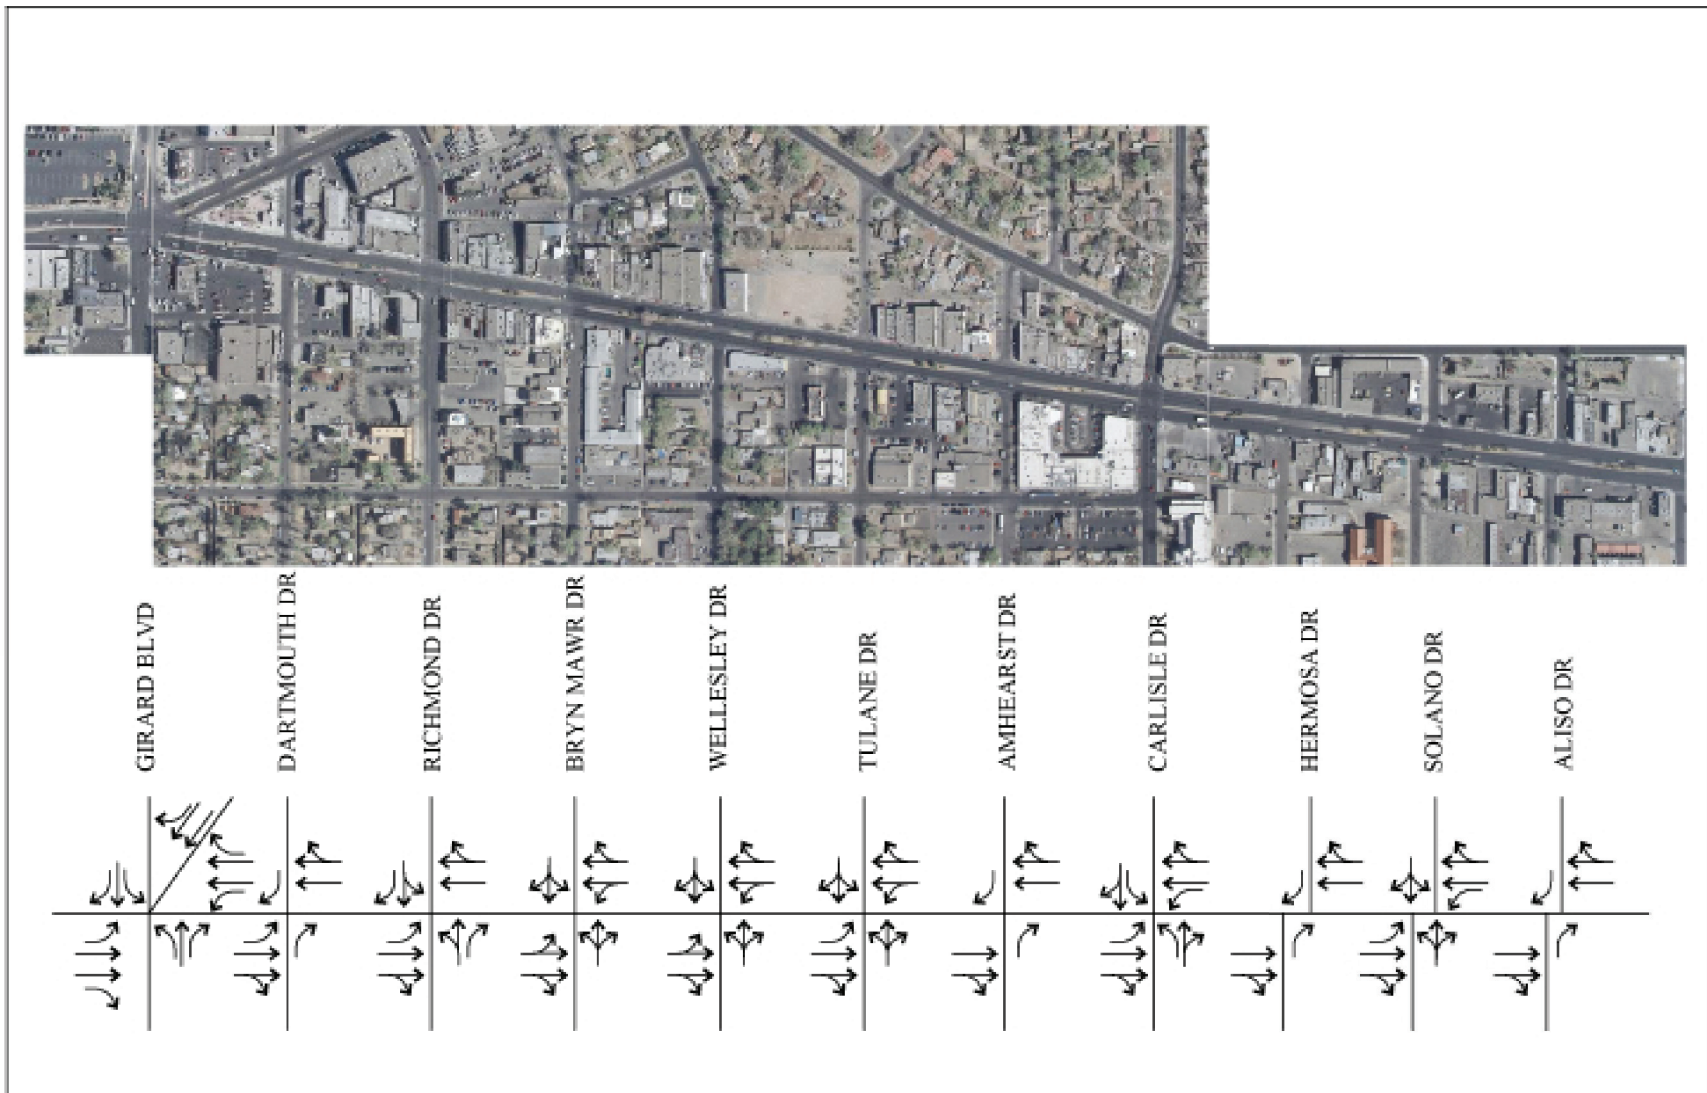 GIRARD BLVD
DARTMOUTH DR
RICHMOND DR
BRYN MAWR DR
WELLESLEY DR
TULANE DR
AMHEARST DR
CARLISLE DR
HERMOSA DR
SOLANO DR
ALISO DR